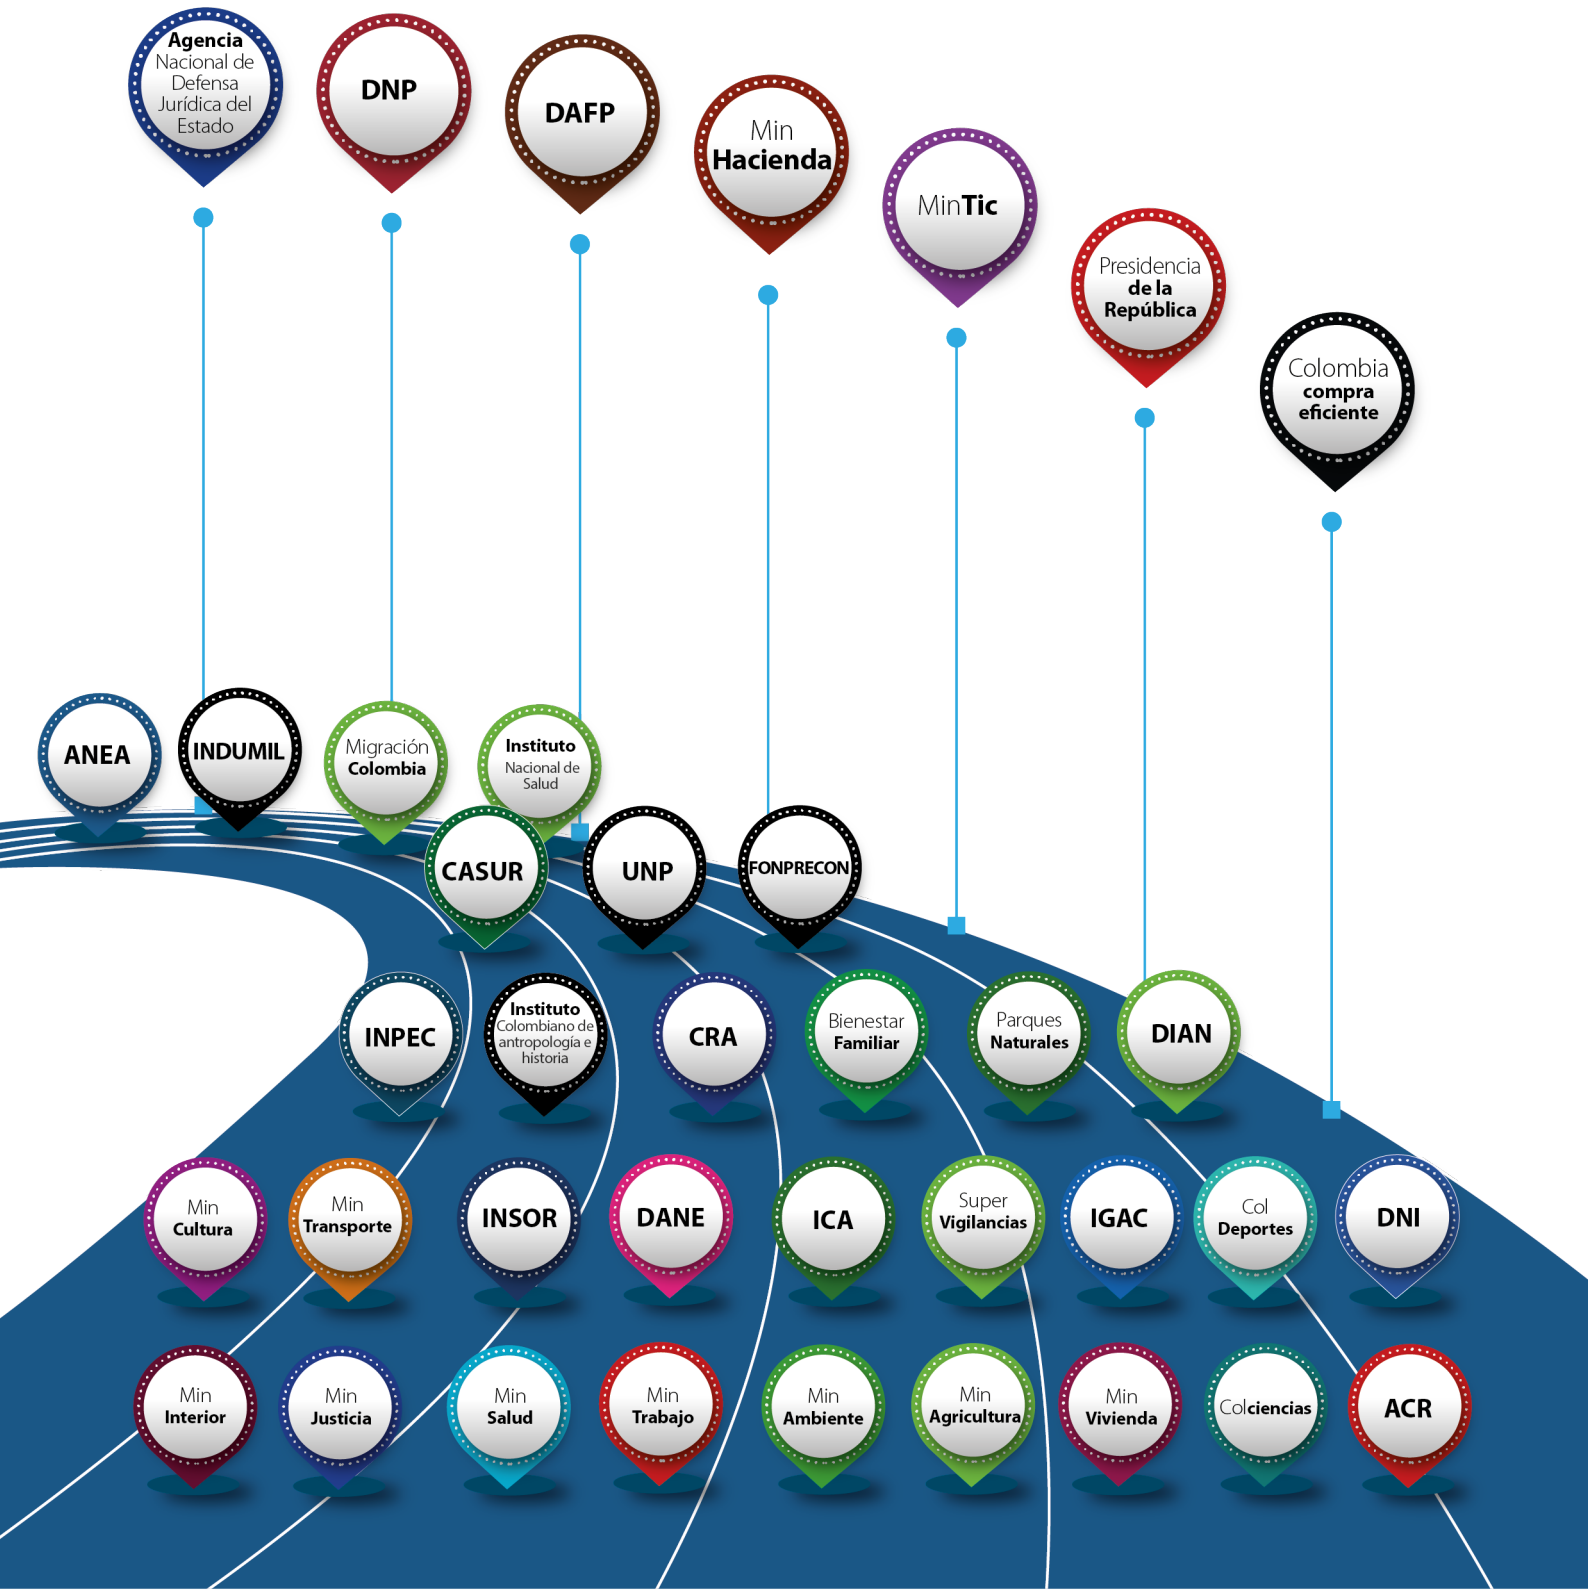 Agencia
Nacional de
Defensa
Jurídica del
Estado
DNP
DAFP
Min
Hacienda
MinTic
Presidencia
de la
República
Colombia
compra
eficiente
ANEA
INDUMIL
Migración
Colombia
Instituto
Nacional de
Salud
CASUR
UNP
FONPRECON
INPEC
Instituto
Colombiano de
antropología e
historia
CRA
Bienestar
Familiar
Parques
Naturales
DIAN
Min
Cultura
Min
Transporte
INSOR
DANE
ICA
Super
Vigilancias
IGAC
Col
Deportes
DNI
Min
Interior
Min
Justicia
Min
Salud
Min
Trabajo
Min
Ambiente
Min
Agricultura
Min
Vivienda
Colciencias
ACR